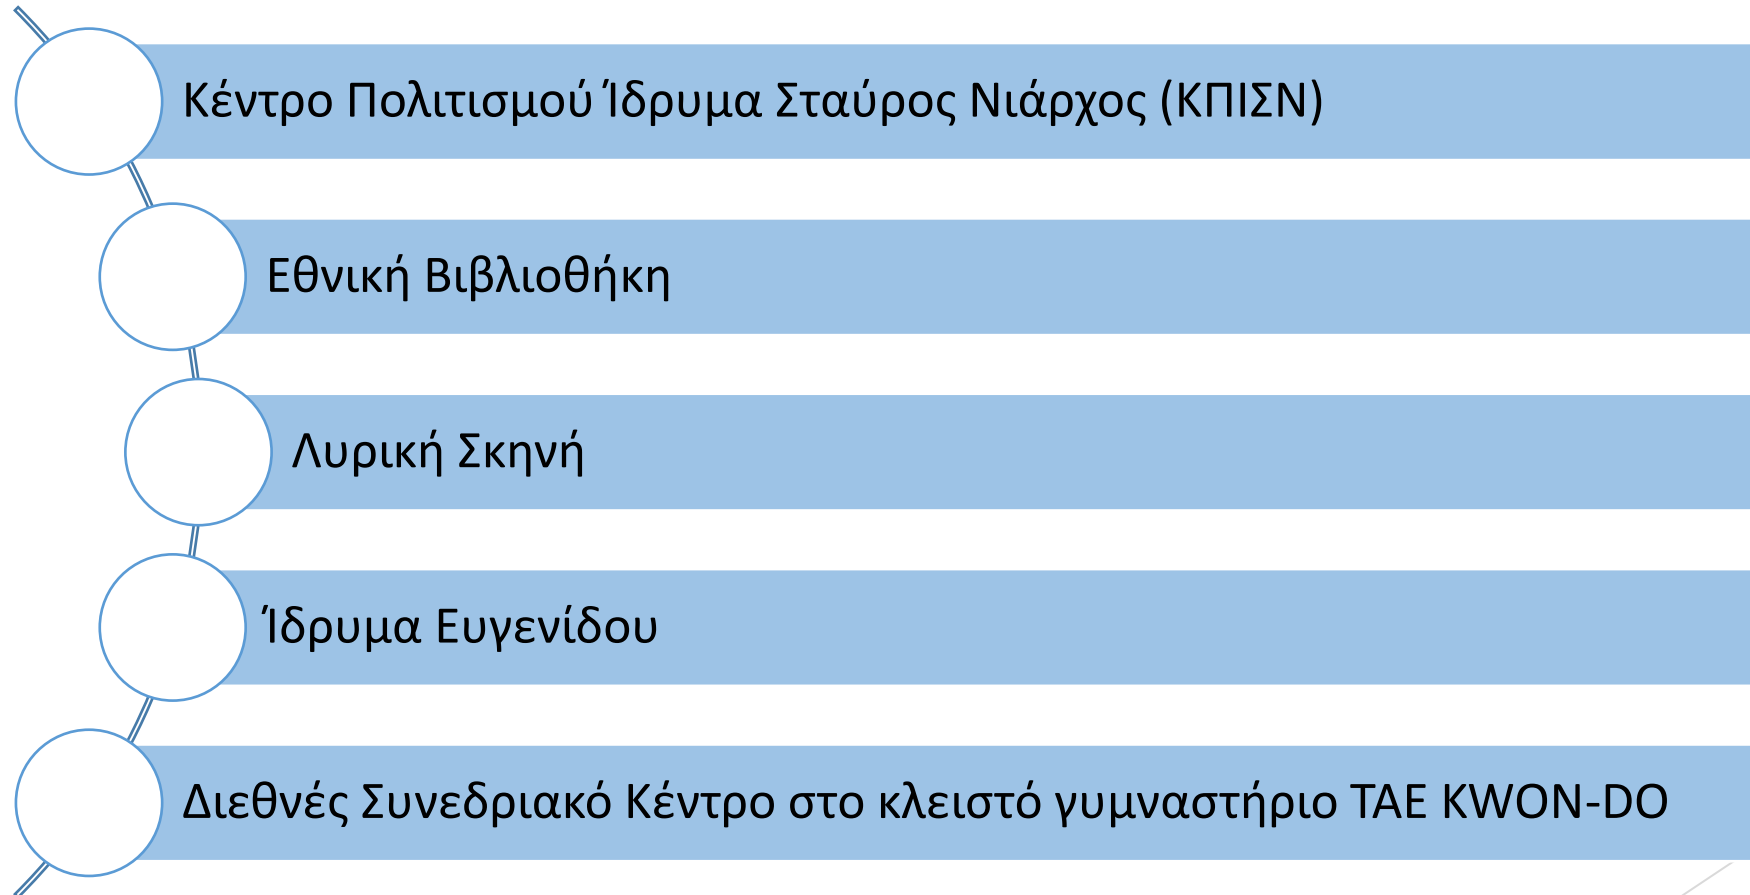 Κέντρο Πολιτισμού Ίδρυμα Σταύρος Νιάρχος (ΚΠΙΣΝ)
Εθνική Βιβλιοθήκη
Λυρική Σκηνή
Ίδρυμα Ευγενίδου
Διεθνές Συνεδριακό Κέντρο στο κλειστό γυμναστήριο TAE KWON-DO